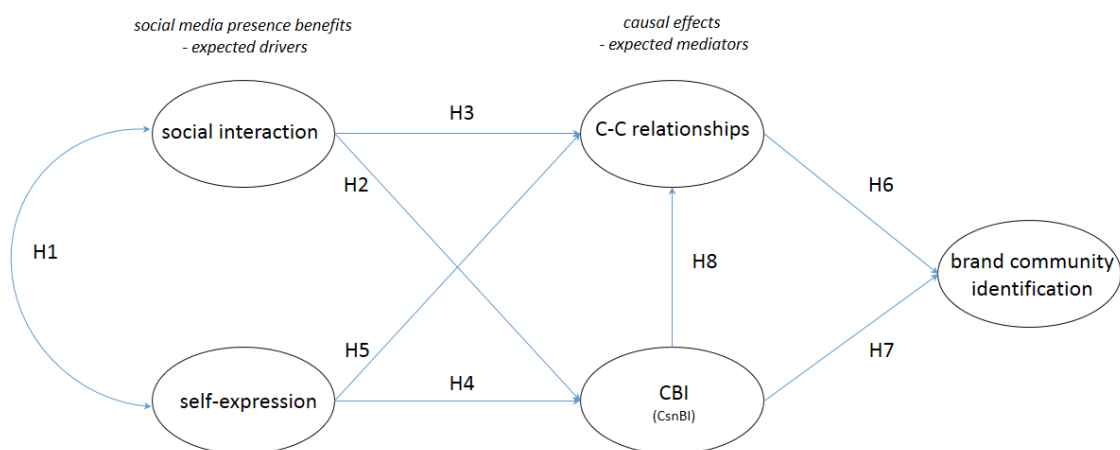 social media presence benefits
- expected drivers
causal effects
- expected mediators
social interaction
H3
C-C relationships
H2
H6
H1
H8
brand community
identification
H5
H4
H7
self-expression
CBI
(CsnBI)